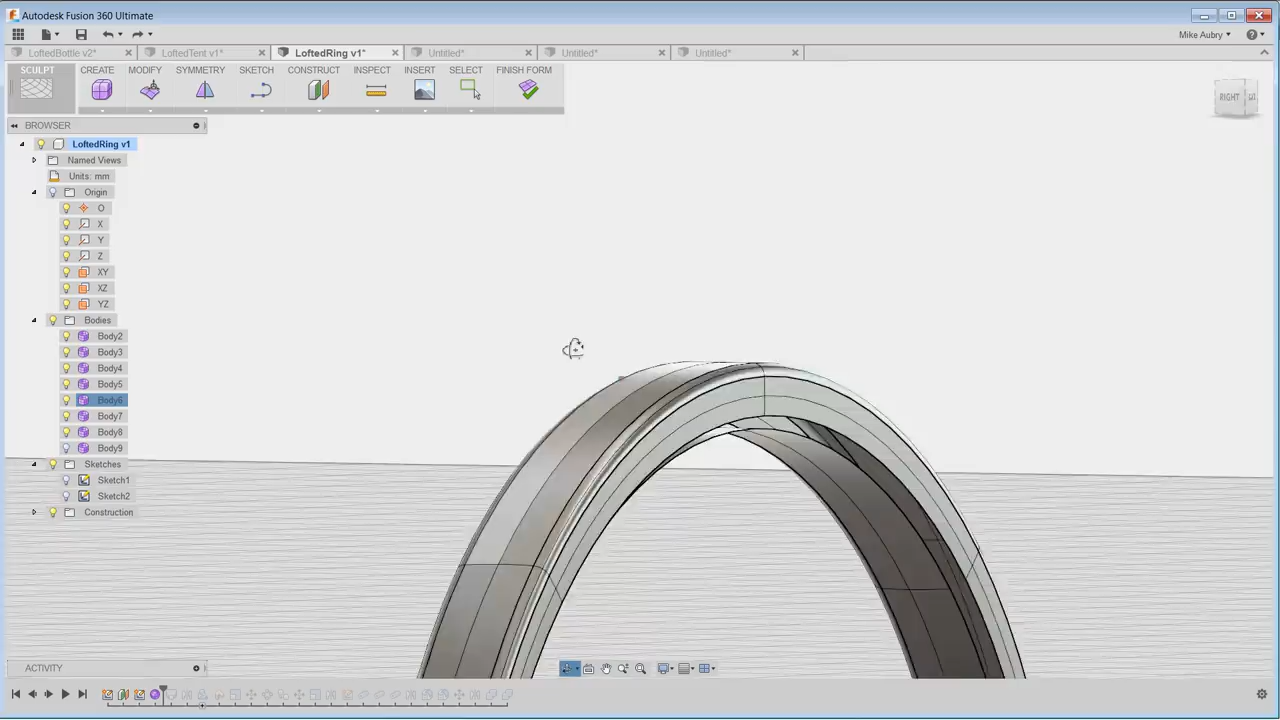 Autodesk Fusion 360 Ultimate
Mike Aubry
LoftedBottle v2* LoftedTent v1* LoftedRing v1* Untitled* Untitled* Untitled*
SCULPT CREATE MODIFY SYMMETRY SKETCH CONSTRUCT INSPECT INSERT SELECT FINISH FORM
RIGHT
BROWSER
LoftedRing v1
Named Views
Units: mm
Origin
O
X
Y
Z
XY
XZ
YZ
Bodies
Body2
Body3
Body4
Body5
Body6
Body7
Body8
Body9
Sketches
Sketch1
Sketch2
Construction
ACTIVITY